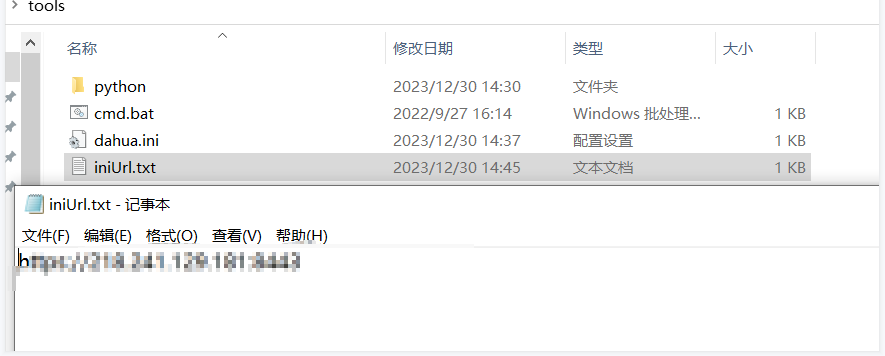 tools
名称 修改日期 类型 大小
python 2023/12/30 14:30 文件夹
cmd.bat 2022/9/27 16:14 Windows 批处理... 1 KB
dahua.ini 2023/12/30 14:37 配置设置 1 KB
iniUrl.txt 2023/12/30 14:45 文本文档 1 KB
iniUrl.txt - 记事本
文件(F) 编辑(E) 格式(O) 查看(V) 帮助(H)